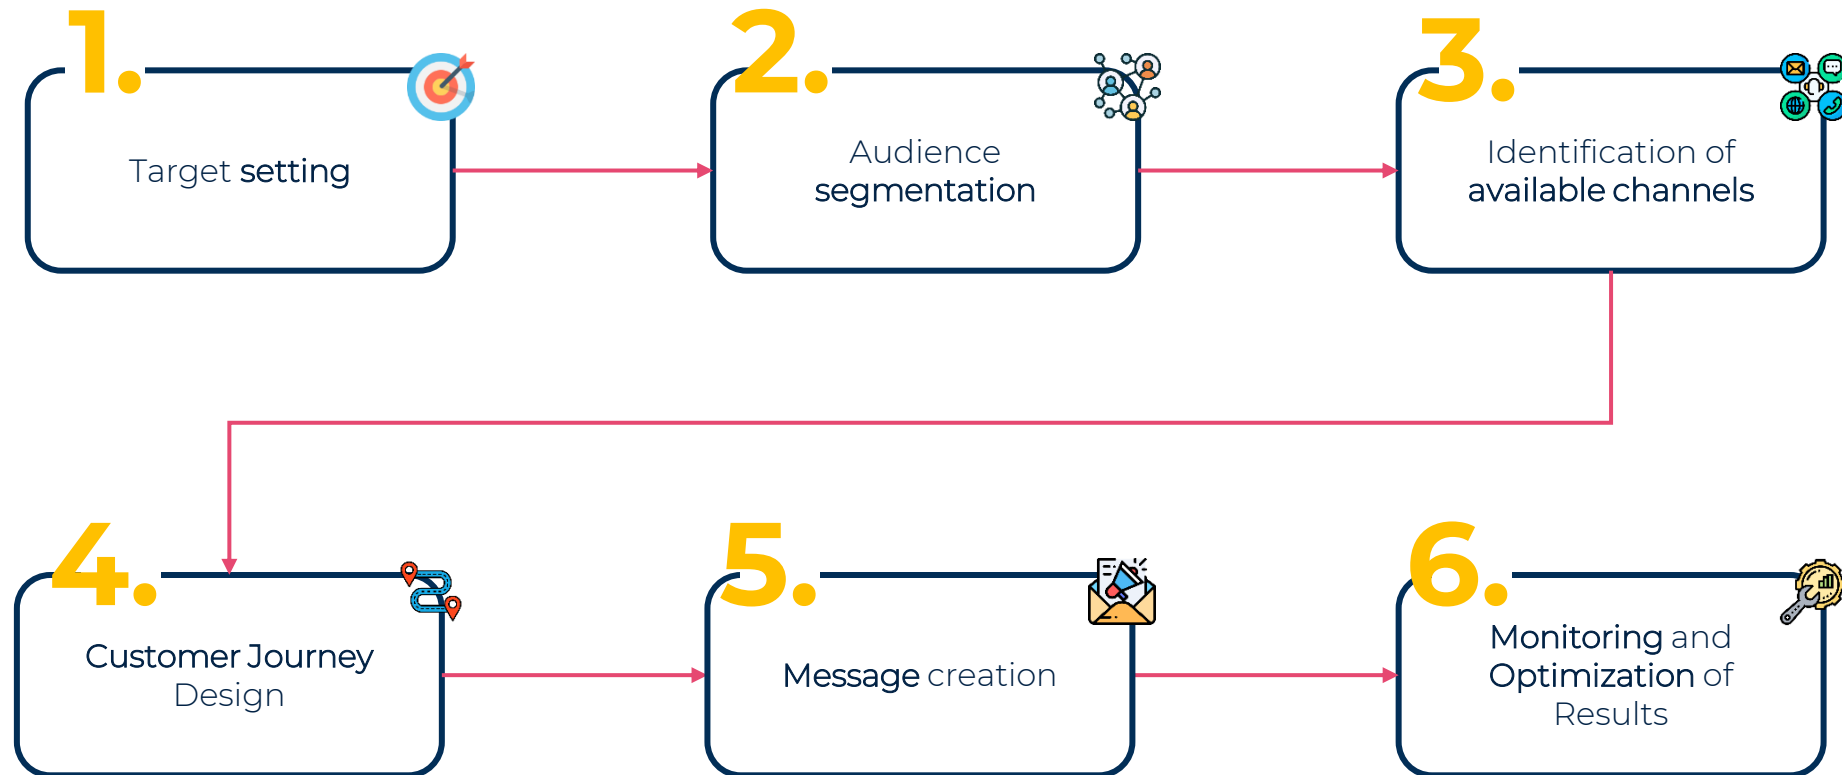 1.
Target setting
2.
Audience
segmentation
3.
Identification of
available channels
4.
Customer Journey
Design
5.
Message creation
6.
Monitoring and
Optimization of
Results